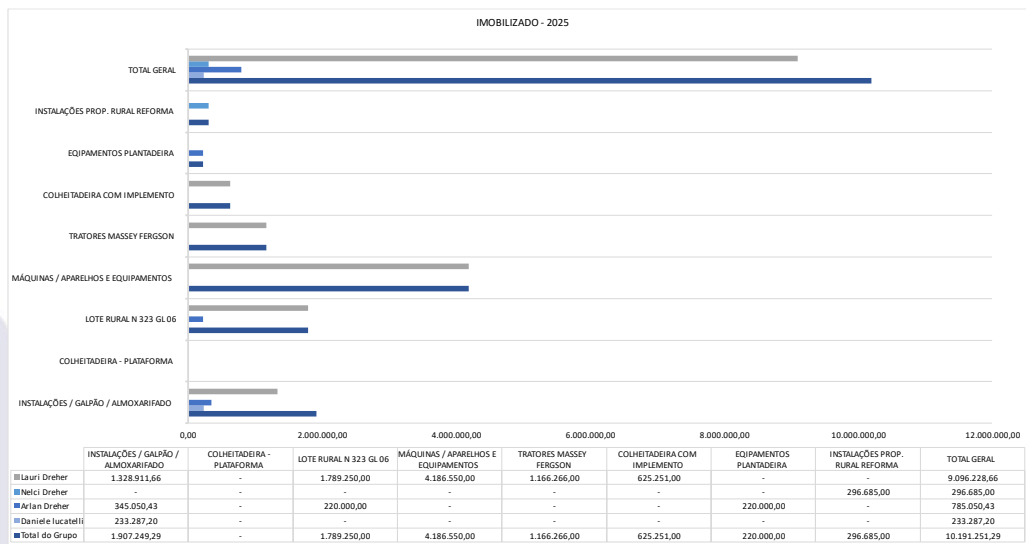 IMOBILIZADO - 2025
TOTAL GERAL
INSTALAÇÕES PROP. RURAL REFORMA
EQIPAMENTOS PLANTADEIRA
COLHEITADEIRA COM IMPLEMENTO
TRATORES MASSEY FERGSON
MÁQUINAS / APARELHOS E EQUIPAMENTOS
LOTE RURAL N 323 GL 06
COLHEITADEIRA - PLATAFORMA
INSTALAÇÕES / GALPÃO / ALMOXARIFADO
0,00 2.000.000,00 4.000.000,00 6.000.000,00 8.000.000,00 10.000.000,00 12.000.000,00
INSTALAÇÕES / GALPÃO / ALMOXARIFADO COLHEITADEIRA - PLATAFORMA LOTE RURAL N 323 GL 06 MÁQUINAS / APARELHOS E EQUIPAMENTOS TRATORES MASSEY FERGSON COLHEITADEIRA COM IMPLEMENTO EQIPAMENTOS PLANTADEIRA INSTALAÇÕES PROP. RURAL REFORMA TOTAL GERAL
Lauri Dreher 1.328.911,66 - 1.789.250,00 4.186.550,00 1.166.266,00 625.251,00 - - 9.096.228,66
Nelci Dreher - - - - - - - 296.685,00 296.685,00
Arlan Dreher 345.050,43 - 220.000,00 - - - 220.000,00 - 785.050,43
Daniele lucatelli 233.287,20 - - - - - - - 233.287,20
Total do Grupo 1.907.249,29 - 1.789.250,00 4.186.550,00 1.166.266,00 625.251,00 220.000,00 296.685,00 10.191.251,29